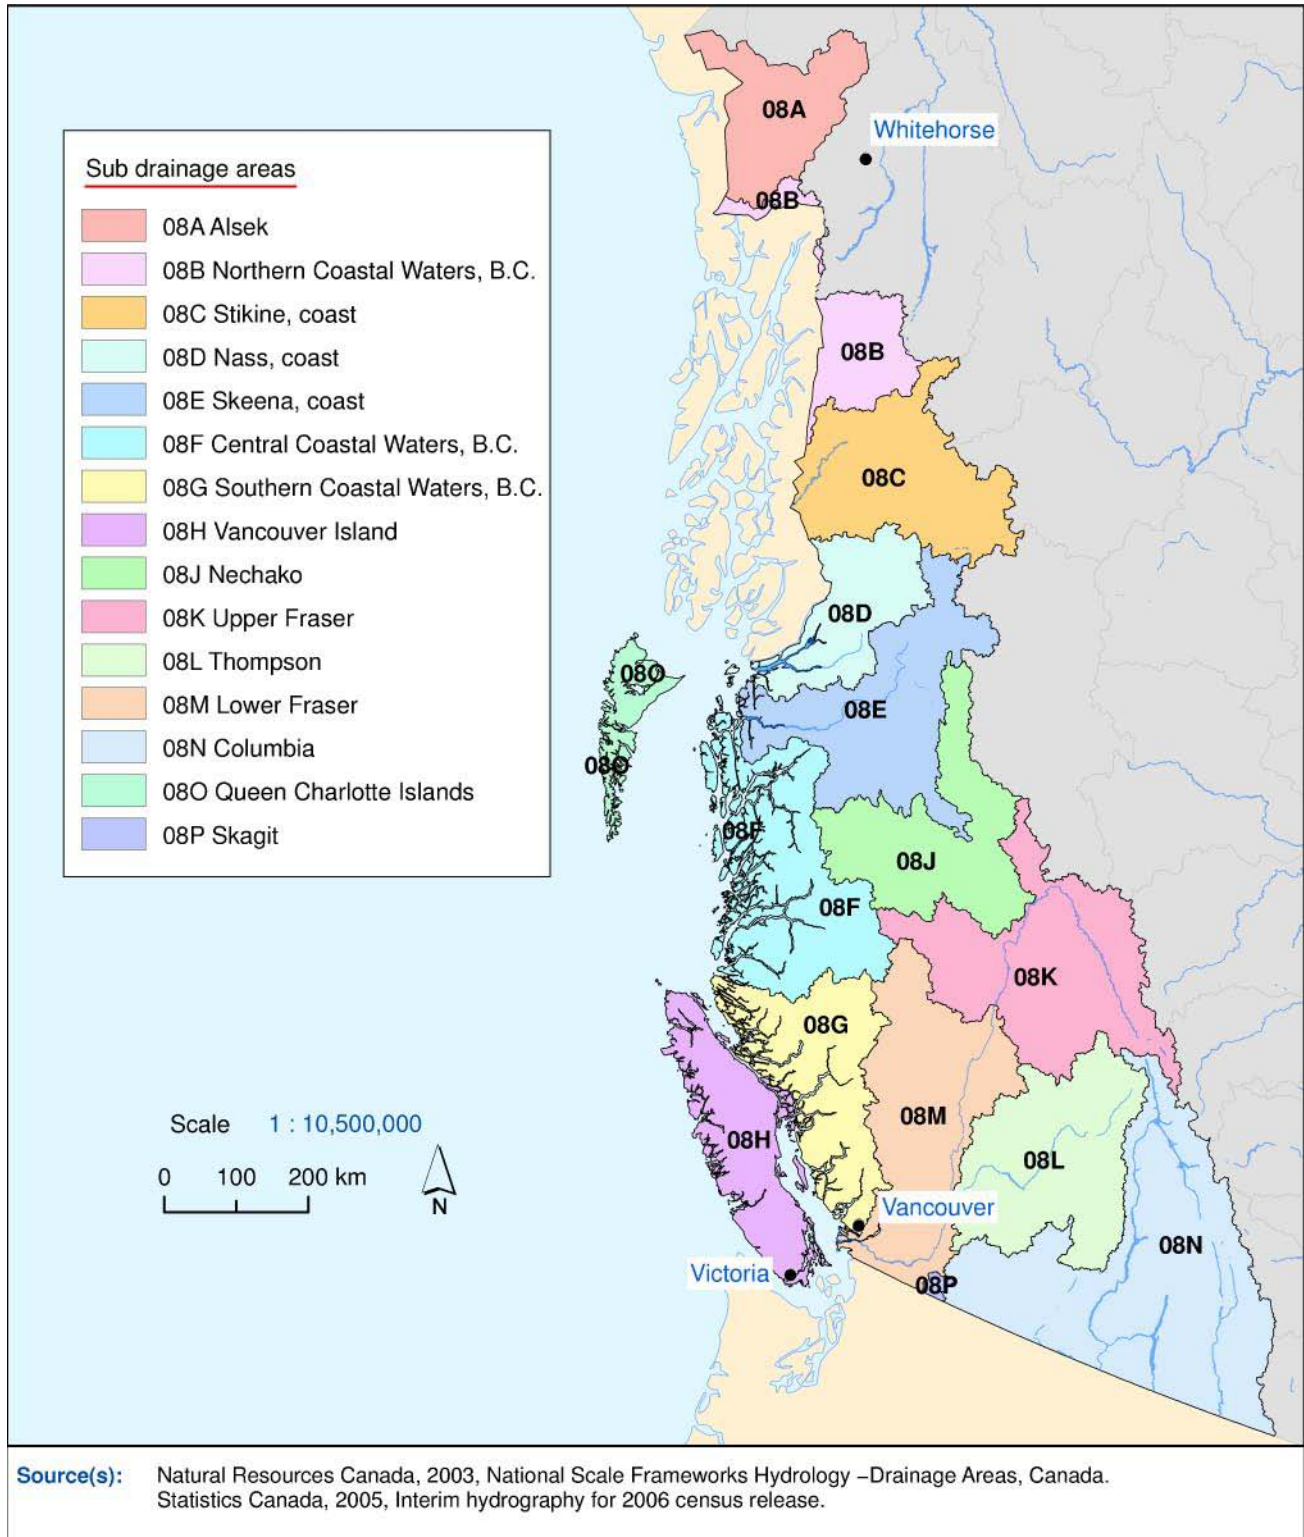 Sub drainage areas
08A Alsek
08B Northern Coastal Waters, B.C.
08C Stikine, coast
08D Nass, coast
08E Skeena, coast
08F Central Coastal Waters, B.C.
08G Southern Coastal Waters, B.C.
08H Vancouver Island
08J Nechako
08K Upper Fraser
08L Thompson
08M Lower Fraser
08N Columbia
08O Queen Charlotte Islands
08P Skagit
08A
Whitehorse
08B
08B
08C
08D
08O
08E
08O
08F
08J
08F
08K
08G
08M
08H
08L
Vancouver
08N
Victoria
08P
Scale 1 : 10,500,000
0 100 200 km
N
Source(s): Natural Resources Canada, 2003, National Scale Frameworks Hydrology –Drainage Areas, Canada.
Statistics Canada, 2005, Interim hydrography for 2006 census release.